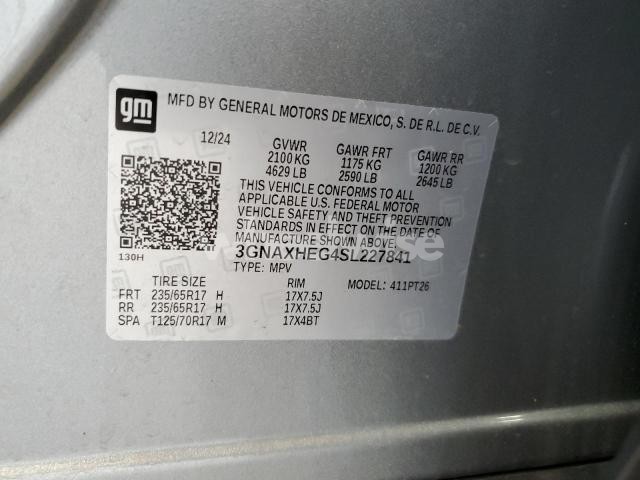 gm
MFD BY GENERAL MOTORS DE MEXICO, S. DE R.L. DE C.V.
12/24 GVWR GAWR FRT GAWR RR
2100 KG 1175 KG 1200 KG
4629 LB 2590 LB 2645 LB
THIS VEHICLE CONFORMS TO ALL
APPLICABLE U.S. FEDERAL MOTOR
VEHICLE SAFETY AND THEFT PREVENTION
STANDARDS IN EFFECT ON THE DATE OF
MANUFACTURE SHOWN ABOVE.
130H 3GNAXHEG4SL227841
TYPE: MPV
TIRE SIZE RIM MODEL: 411PT26
FRT 235/65R17 H 17X7.5J
RR 235/65R17 H 17X7.5J
SPA T125/70R17 M 17X4BT